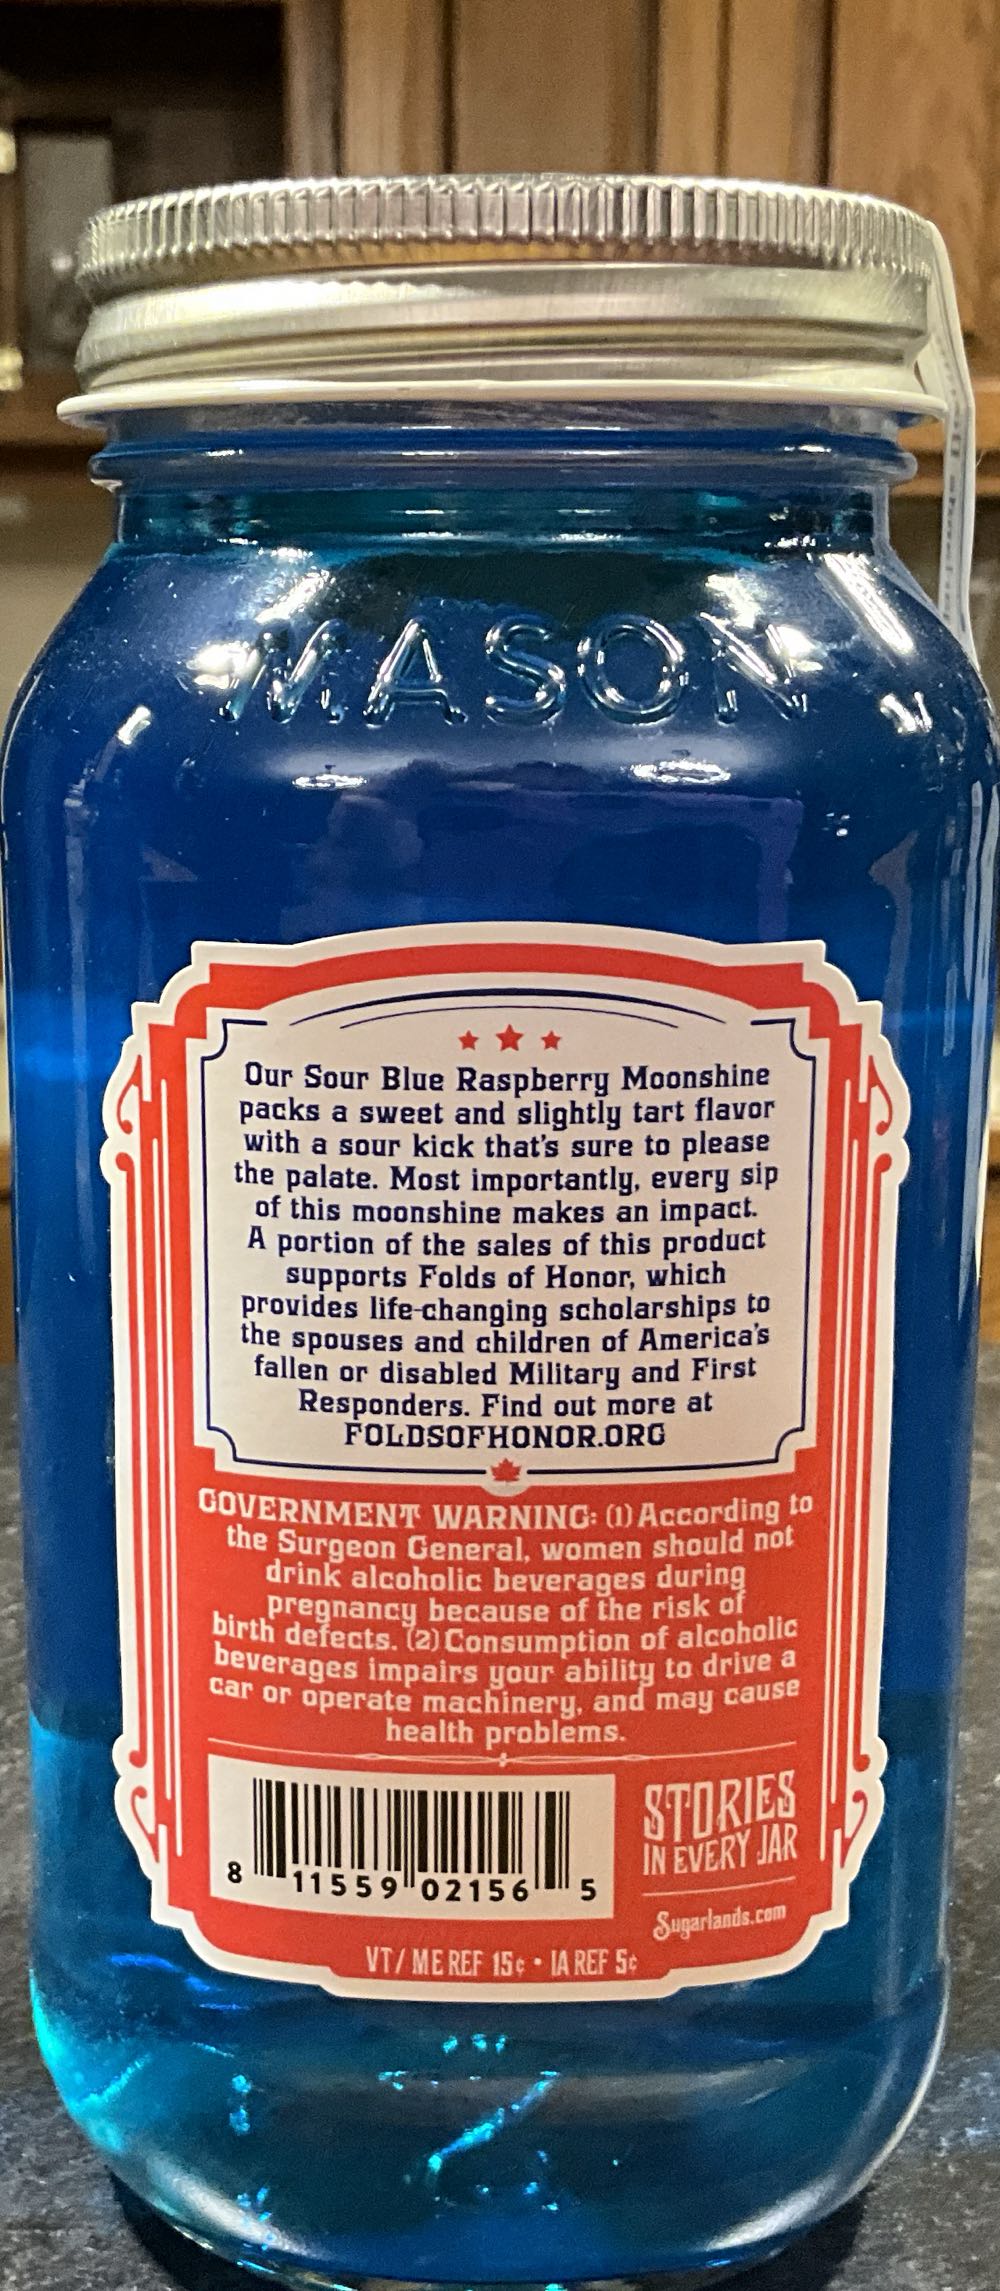 MASON
Our Sour Blue Raspberry Moonshine
packs a sweet and slightly tart flavor
with a sour kick that's sure to please
the palate. Most importantly, every sip
of this moonshine makes an impact.
A portion of the sales of this product
supports Folds of Honor, which
provides life-changing scholarships to
the spouses and children of America's
fallen or disabled Military and First
Responders. Find out more at
FOLDSOFHONOR.ORG
GOVERNMENT WARNING: (1) According to
the Surgeon General, women should not
drink alcoholic beverages during
pregnancy because of the risk of
birth defects. (2) Consumption of alcoholic
beverages impairs your ability to drive a
car or operate machinery, and may cause
health problems.
8 11559 02156 5
STORIES
IN EVERY JAR
Sugarlands.com
VT/ ME REF 15¢ • IA REF 5¢